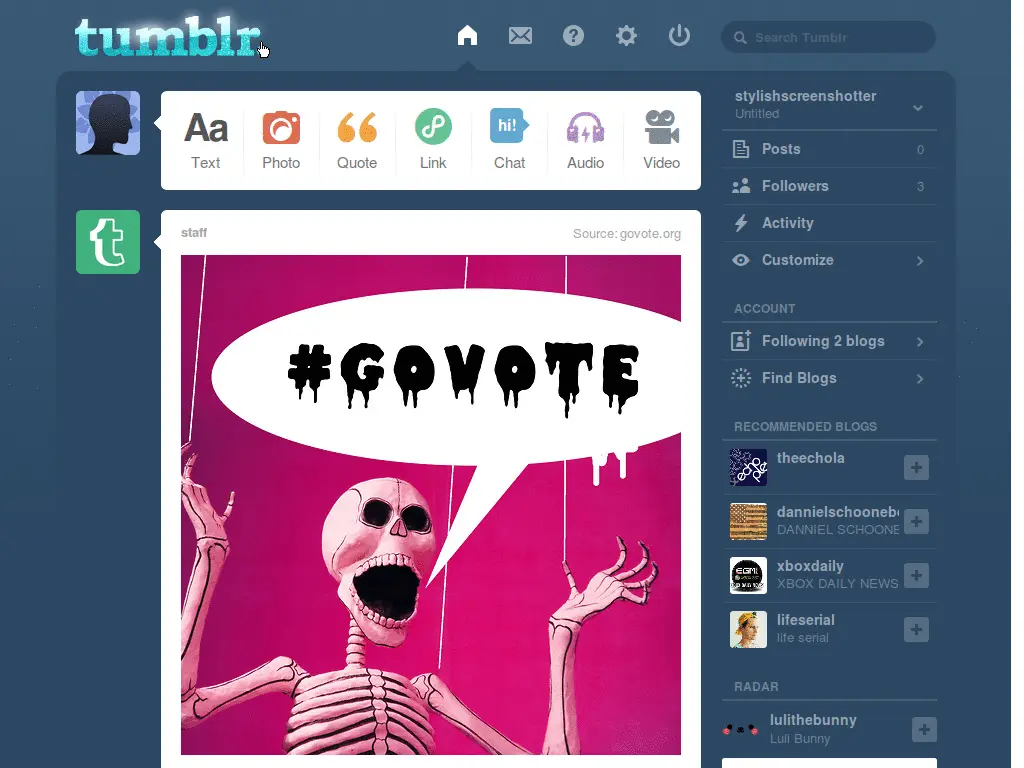 tumblr
Search Tumblr
Aa
hi!
Text
Photo
Quote
Link
Chat
Audio
Video
t
staff
Source: govote.org
#GOVOTE
stylishscreenshotter
Untitled
Posts
0
Followers
3
Activity
Customize
ACCOUNT
Following 2 blogs
Find Blogs
RECOMMENDED BLOGS
theechola
dannielschooneb
DANNIEL SCHOONE
EGMi
xboxdaily
XBOX DAILY NEWS
lifeserial
life serial
RADAR
lulithebunny
Luli Bunny